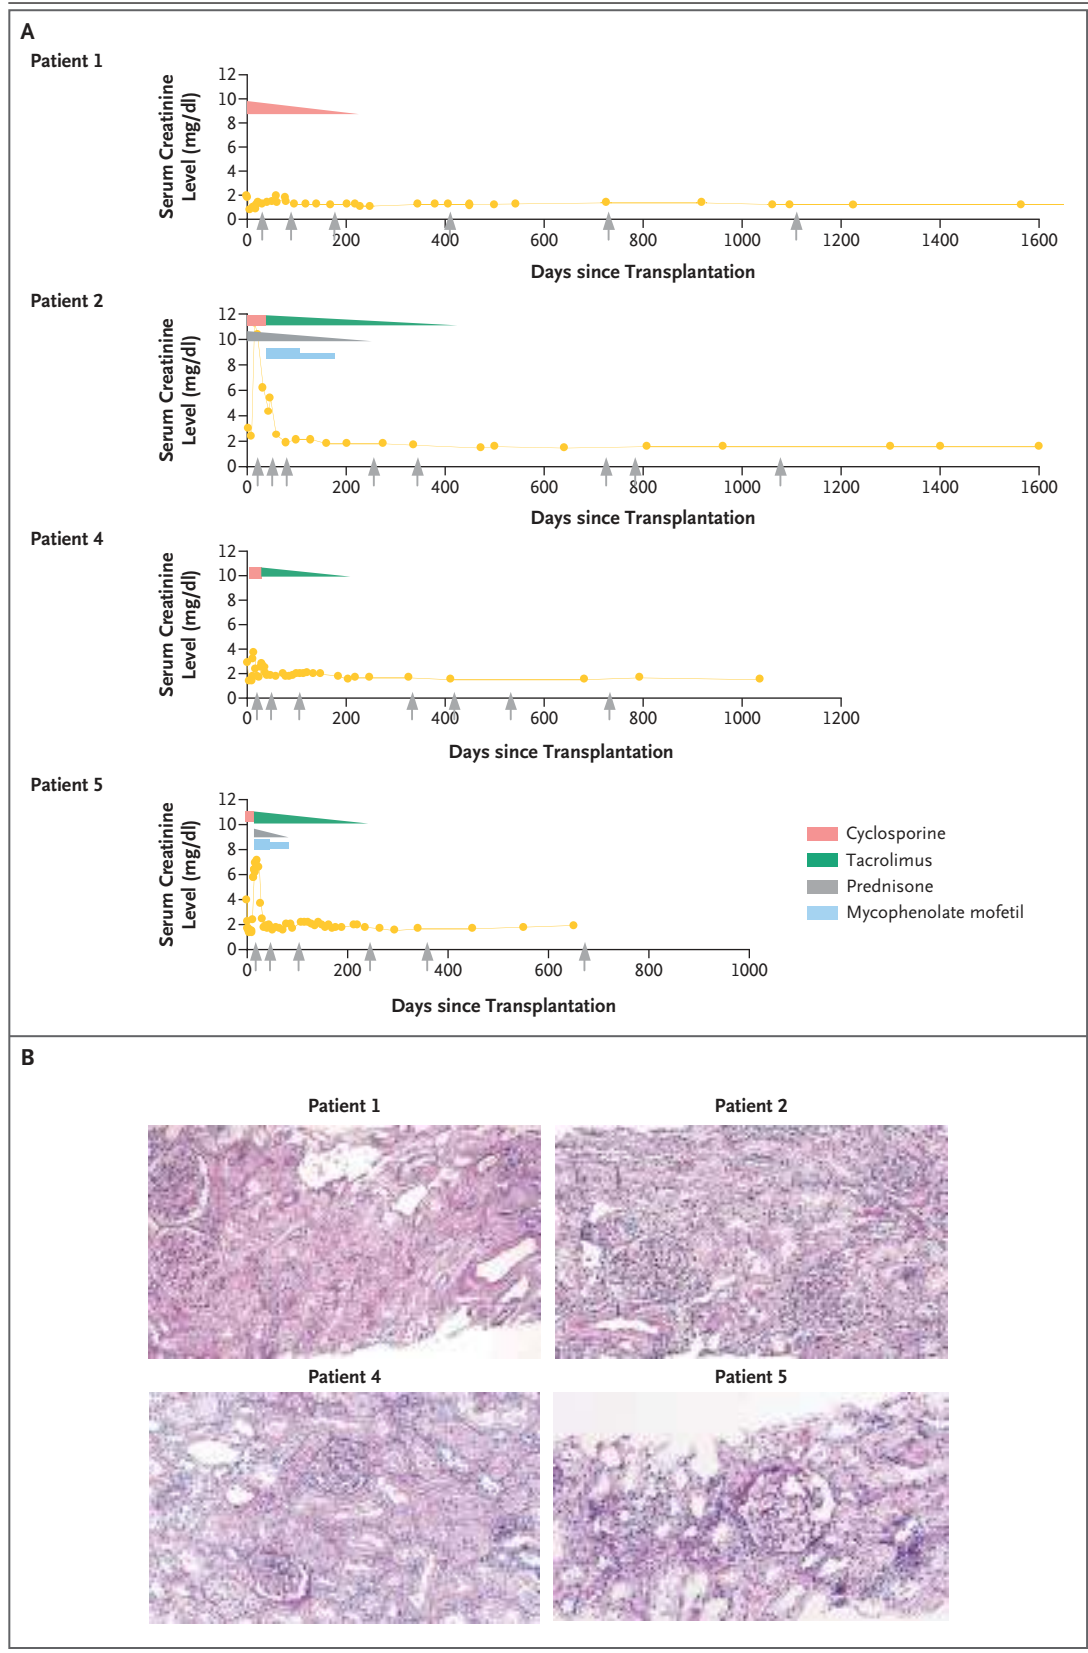 A
Patient 1
Serum Creatinine
Level (mg/dl)
12
10
8
6
4
2
0
0 200 400 600 800 1000 1200 1400 1600
Days since Transplantation
Patient 2
Serum Creatinine
Level (mg/dl)
12
10
8
6
4
2
0
0 200 400 600 800 1000 1200 1400 1600
Days since Transplantation
Patient 4
Serum Creatinine
Level (mg/dl)
12
10
8
6
4
2
0
0 200 400 600 800 1000 1200
Days since Transplantation
Patient 5
Serum Creatinine
Level (mg/dl)
12
10
8
6
4
2
0
0 200 400 600 800 1000
Days since Transplantation
Cyclosporine
Tacrolimus
Prednisone
Mycophenolate mofetil
B
Patient 1 Patient 2
Patient 4 Patient 5